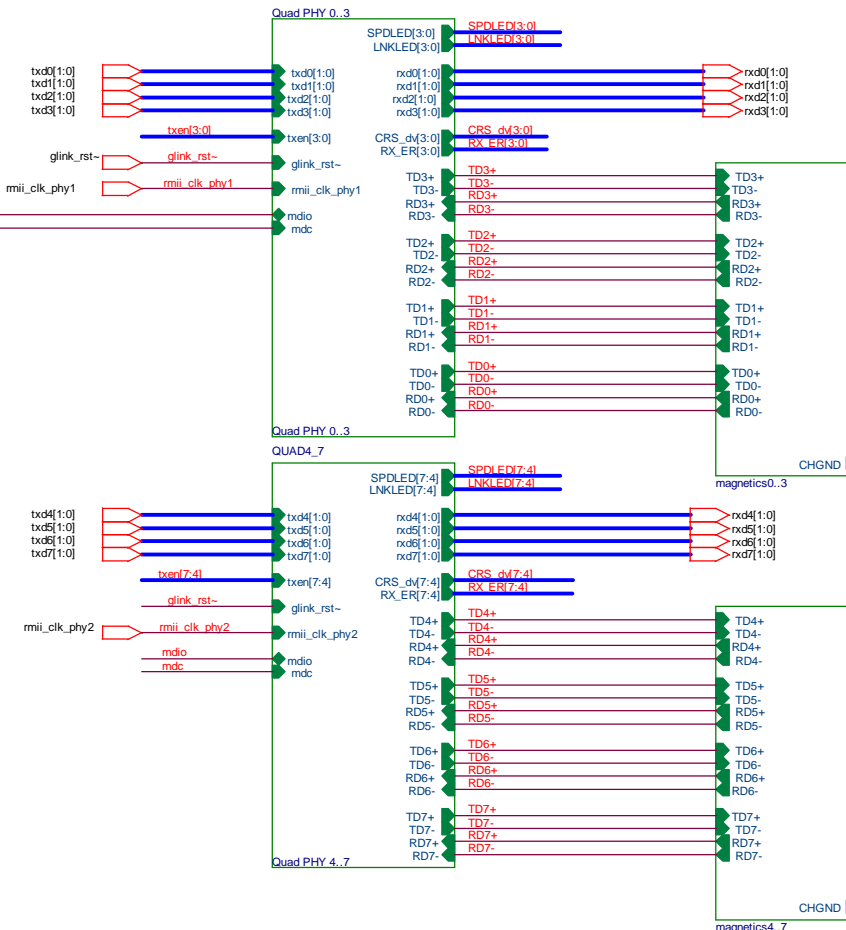 Quad PHY 0..3
SPDLED[3:0] SPDLED[3:0]
LNKLED[3:0] LNKLED[3:0]
txd0[1:0] txd0[1:0] rxd0[1:0] rxd0[1:0]
txd1[1:0] txd1[1:0] rxd1[1:0] rxd1[1:0]
txd2[1:0] txd2[1:0] rxd2[1:0] rxd2[1:0]
txd3[1:0] txd3[1:0] rxd3[1:0] rxd3[1:0]
txen[3:0] txen[3:0] CRS_dv[3:0] CRS_dv[3:0]
RX_ER[3:0] RX_ER[3:0]
glink_rst~ glink_rst~ glink_rst~
TD3+ TD3+ TD3+
rmii_clk_phy1 rmii_clk_phy1 rmii_clk_phy1 TD3- TD3- TD3-
RD3+ RD3+ RD3+
mdio RD3- RD3- RD3-
mdc
TD2+ TD2+ TD2+
TD2- TD2- TD2-
RD2+ RD2+ RD2+
RD2- RD2- RD2-
TD1+ TD1+ TD1+
TD1- TD1- TD1-
RD1+ RD1+ RD1+
RD1- RD1- RD1-
TD0+ TD0+ TD0+
TD0- TD0- TD0-
RD0+ RD0+ RD0+
RD0- RD0- RD0-
Quad PHY 0..3
QUAD4_7
CHGND
magnetics0..3
SPDLED[7:4] SPDLED[7:4]
LNKLED[7:4] LNKLED[7:4]
txd4[1:0] txd4[1:0] rxd4[1:0] rxd4[1:0]
txd5[1:0] txd5[1:0] rxd5[1:0] rxd5[1:0]
txd6[1:0] txd6[1:0] rxd6[1:0] rxd6[1:0]
txd7[1:0] txd7[1:0] rxd7[1:0] rxd7[1:0]
txen[7:4] txen[7:4] CRS_dv[7:4] CRS_dv[7:4]
RX_ER[7:4] RX_ER[7:4]
glink_rst~ glink_rst~
TD4+ TD4+ TD4+
rmii_clk_phy2 rmii_clk_phy2 rmii_clk_phy2 TD4- TD4- TD4-
RD4+ RD4+ RD4+
mdio mdio RD4- RD4- RD4-
mdc mdc
TD5+ TD5+ TD5+
TD5- TD5- TD5-
RD5+ RD5+ RD5+
RD5- RD5- RD5-
TD6+ TD6+ TD6+
TD6- TD6- TD6-
RD6+ RD6+ RD6+
RD6- RD6- RD6-
TD7+ TD7+ TD7+
TD7- TD7- TD7-
RD7+ RD7+ RD7+
RD7- RD7- RD7-
Quad PHY 4..7
CHGND
magnetics4..7